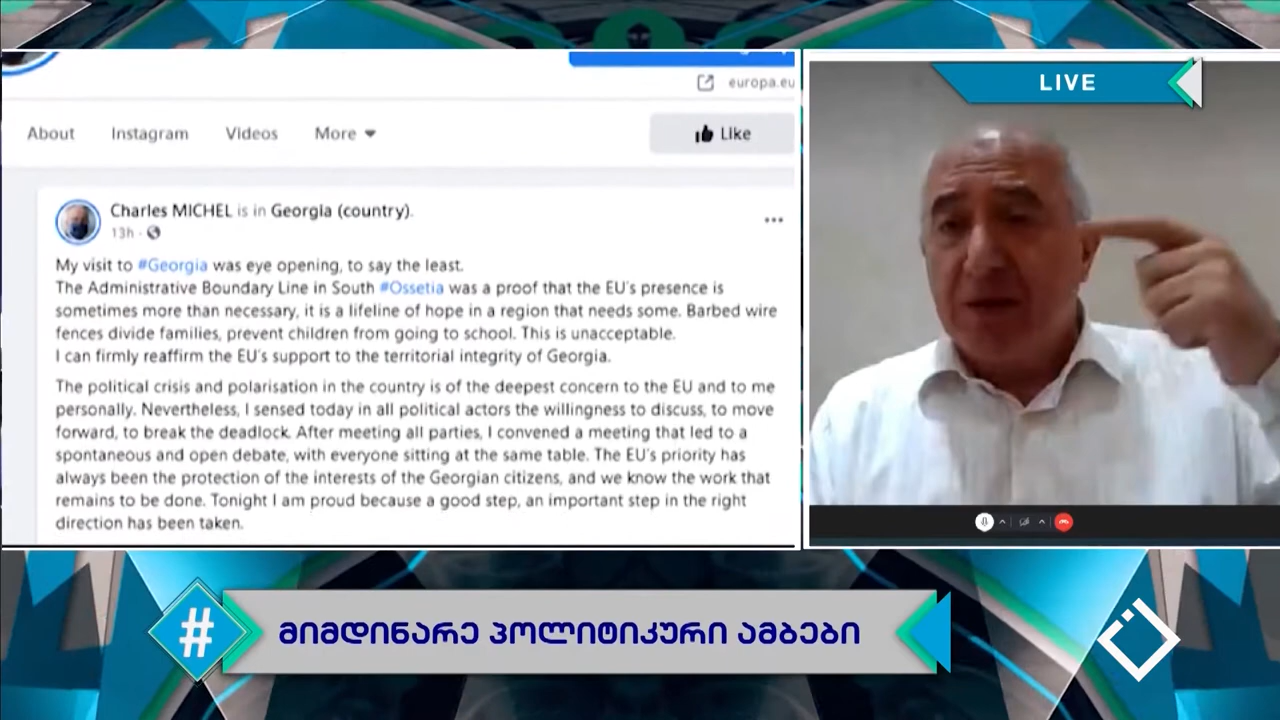 europa.eu
About Instagram Videos More
Like
Charles MICHEL is in Georgia (country).
13h ·
My visit to #Georgia was eye opening, to say the least.
The Administrative Boundary Line in South #Ossetia was a proof that the EU's presence is
sometimes more than necessary, it is a lifeline of hope in a region that needs some. Barbed wire
fences divide families, prevent children from going to school. This is unacceptable.
I can firmly reaffirm the EU's support to the territorial integrity of Georgia.
The political crisis and polarisation in the country is of the deepest concern to the EU and to me
personally. Nevertheless, I sensed today in all political actors the willingness to discuss, to move
forward, to break the deadlock. After meeting all parties, I convened a meeting that led to a
spontaneous and open debate, with everyone sitting at the same table. The EU's priority has
always been the protection of the interests of the Georgian citizens, and we know the work that
remains to be done. Tonight I am proud because a good step, an important step in the right
direction has been taken.
LIVE
# მიმდინარე პოლიტიკური ამბები